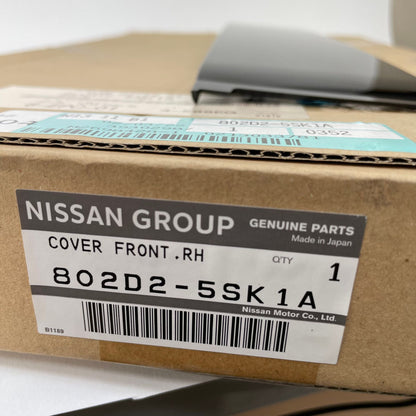 802D2-5SK1A
1 0352
NISSAN GROUP GENUINE PARTS
Made in Japan
COVER FRONT.RH Q'TY 1
802D2-5SK1A
Nissan Motor Co., Ltd.
B1189